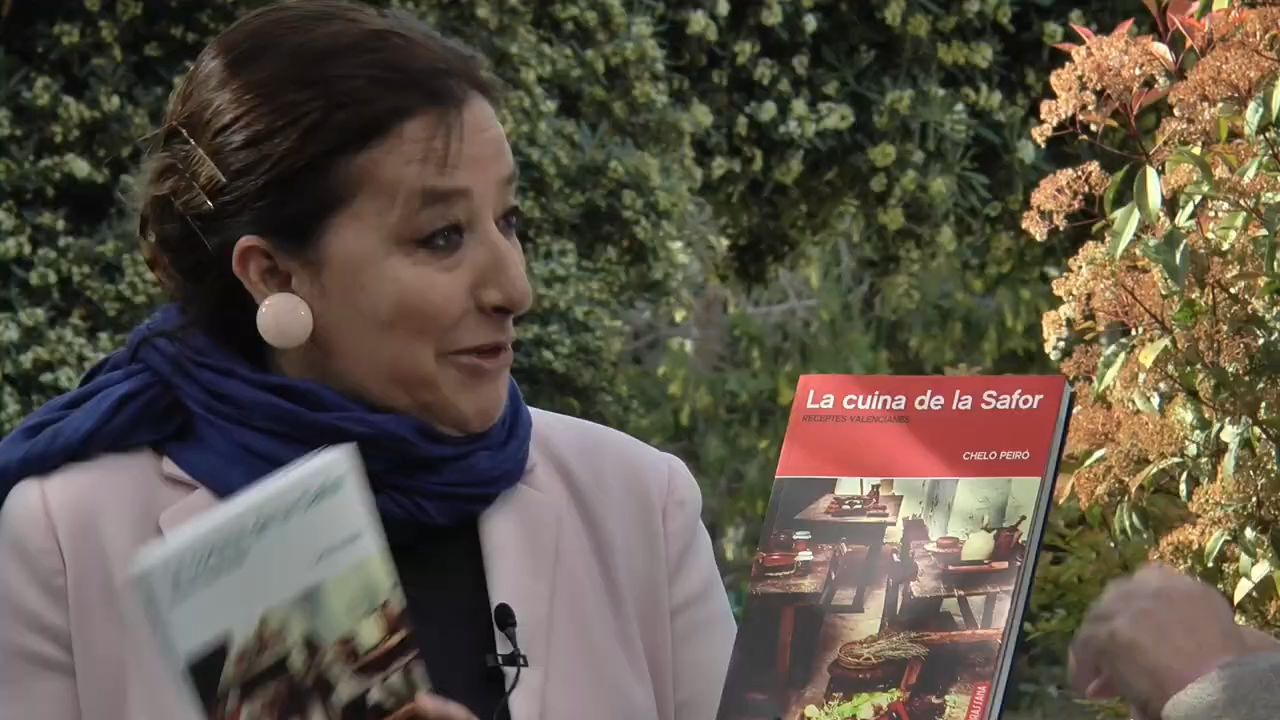 La cuina de la Safor
RECEPTES VALENCIANES
CHELO PEIRÓ